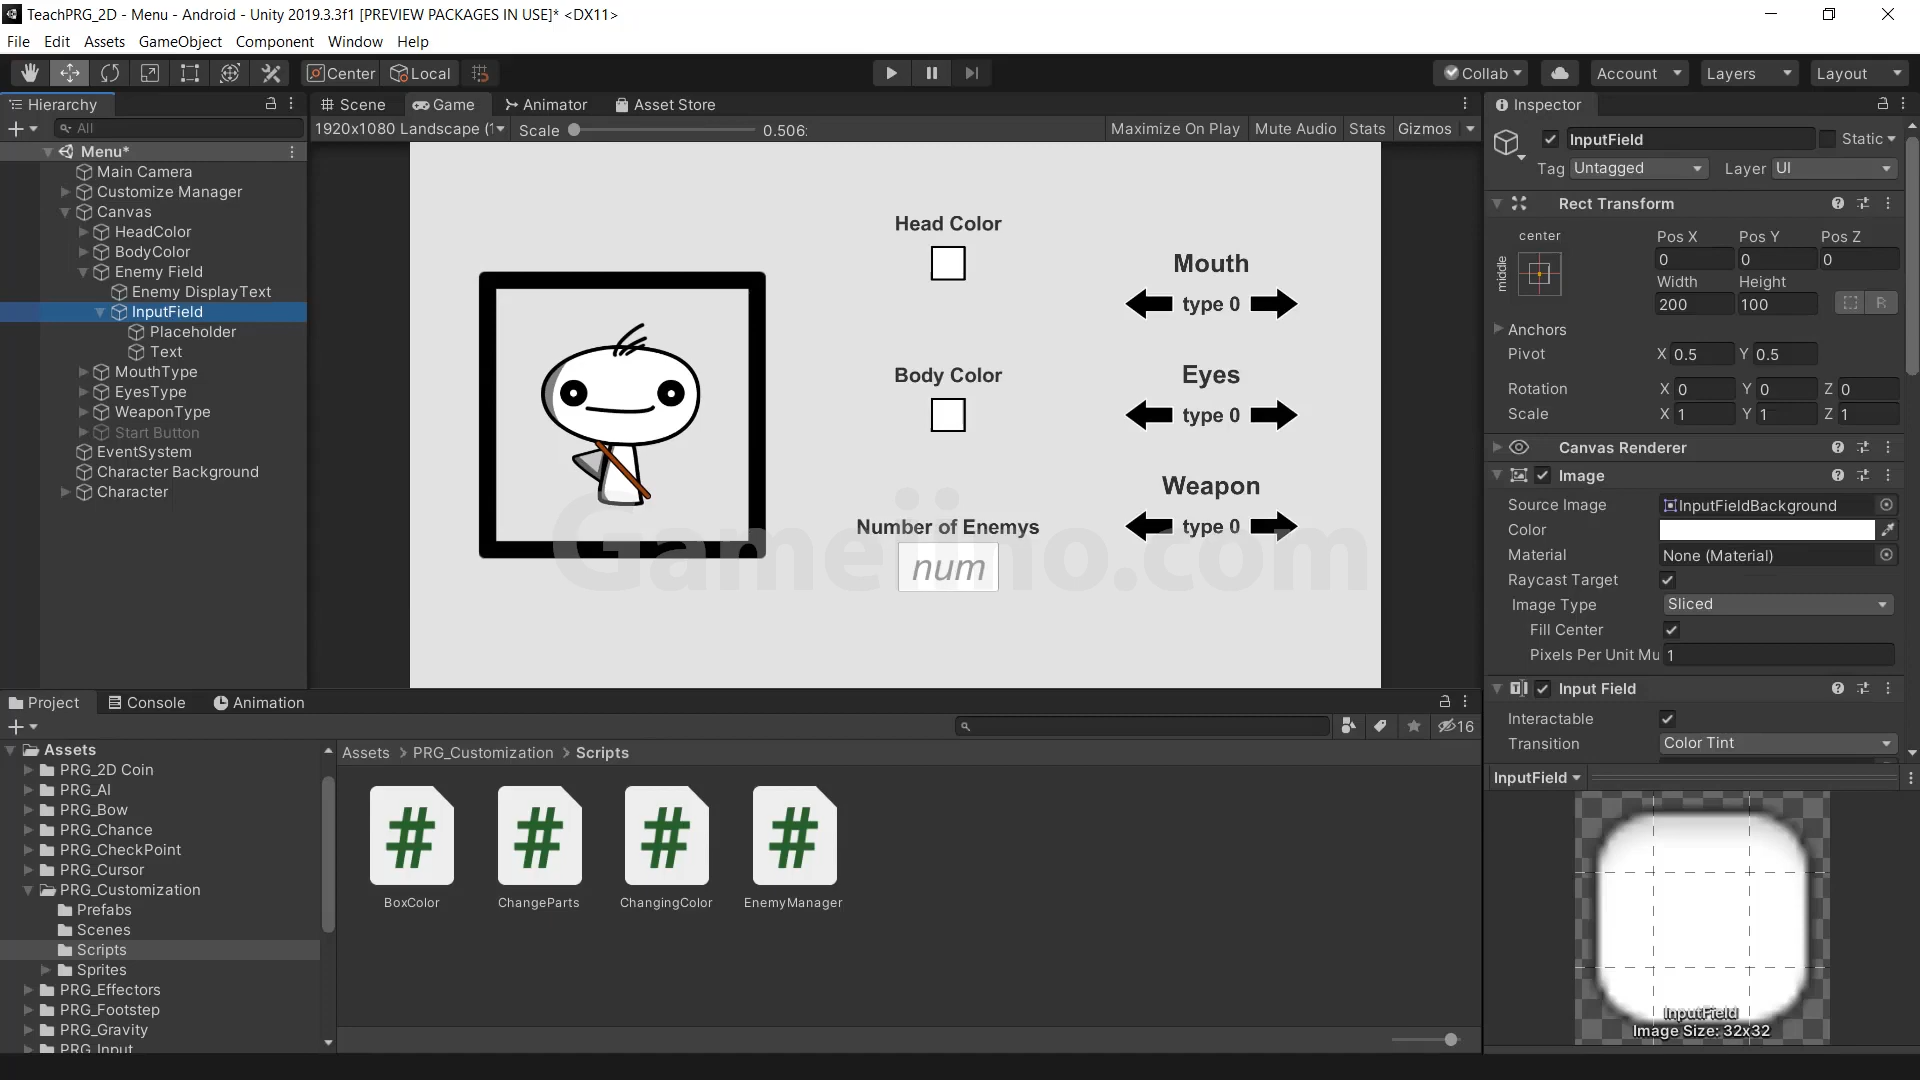 TeachPRG_2D - Menu - Android - Unity 2019.3.3f1 [PREVIEW PACKAGES IN USE]* <DX11>
File Edit Assets GameObject Component Window Help
Center Local Collab Account Layers Layout
Hierarchy
All
Menu*
Main Camera
Customize Manager
Canvas
HeadColor
BodyColor
Enemy Field
Enemy DisplayText
InputField
Placeholder
Text
MouthType
EyesType
WeaponType
Start Button
EventSystem
Character Background
Character
Scene Game Animator Asset Store
1920x1080 Landscape (1 Scale 0.506: Maximize On Play Mute Audio Stats Gizmos
Head Color
Body Color
Number of Enemys
num
Mouth
type 0
Eyes
type 0
Weapon
type 0
Gameiino.com
Inspector
InputField Static
Tag Untagged Layer UI
Rect Transform
center
middle
Pos X Pos Y Pos Z
0 0 0
Width Height
200 100
R
Anchors
Pivot X 0.5 Y 0.5
Rotation X 0 Y 0 Z 0
Scale X 1 Y 1 Z 1
Canvas Renderer
Image
Source Image InputFieldBackground
Color
Material None (Material)
Raycast Target
Image Type Sliced
Fill Center
Pixels Per Unit Mu 1
Input Field
Interactable
Transition Color Tint
InputField
InputField
Image Size: 32x32
Project Console Animation
16
Assets
PRG_2D Coin
PRG_AI
PRG_Bow
PRG_Chance
PRG_CheckPoint
PRG_Cursor
PRG_Customization
Prefabs
Scenes
Scripts
Sprites
PRG_Effectors
PRG_Footstep
PRG_Gravity
PRG_Input
Assets > PRG_Customization > Scripts
BoxColor ChangeParts ChangingColor EnemyManager